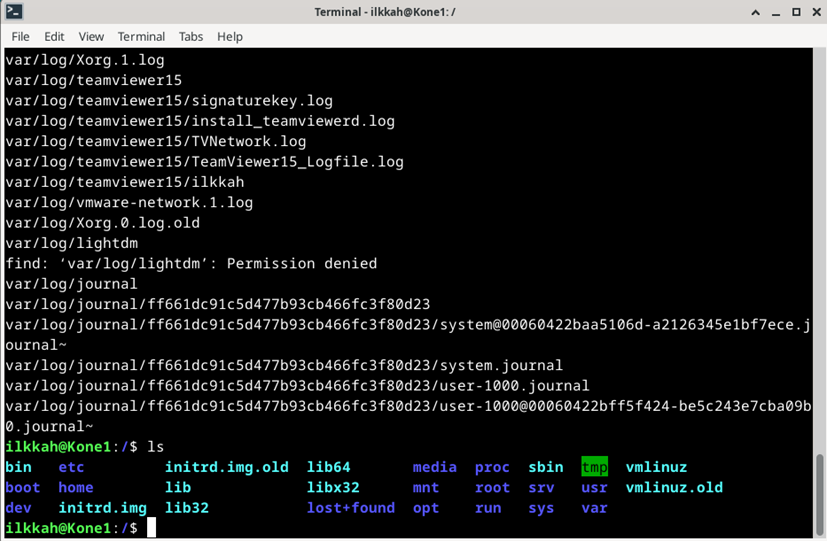 Terminal - ilkkah@Kone1: /
File Edit View Terminal Tabs Help
var/log/Xorg.1.log
var/log/teamviewer15
var/log/teamviewer15/signaturekey.log
var/log/teamviewer15/install_teamviewerd.log
var/log/teamviewer15/TVNetwork.log
var/log/teamviewer15/TeamViewer15_Logfile.log
var/log/teamviewer15/ilkkah
var/log/vmware-network.1.log
var/log/Xorg.0.log.old
var/log/lightdm
find: ‘var/log/lightdm’: Permission denied
var/log/journal
var/log/journal/ff661dc91c5d477b93cb466fc3f80d23
var/log/journal/ff661dc91c5d477b93cb466fc3f80d23/system@00060422baa5106d-a2126345e1bf7ece.j
ournal~
var/log/journal/ff661dc91c5d477b93cb466fc3f80d23/system.journal
var/log/journal/ff661dc91c5d477b93cb466fc3f80d23/user-1000.journal
var/log/journal/ff661dc91c5d477b93cb466fc3f80d23/user-1000@00060422bff5f424-be5c243e7cba09b
0.journal~
ilkkah@Kone1:/$ ls
bin etc initrd.img.old lib64 media proc sbin tmp vmlinuz
boot home lib libx32 mnt root srv usr vmlinuz.old
dev initrd.img lib32 lost+found opt run sys var
ilkkah@Kone1:/$